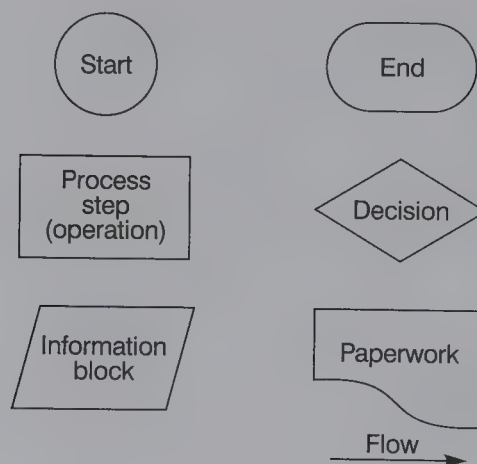 Start
End
Process
step
(operation)
Decision
Information
block
Paperwork
Flow